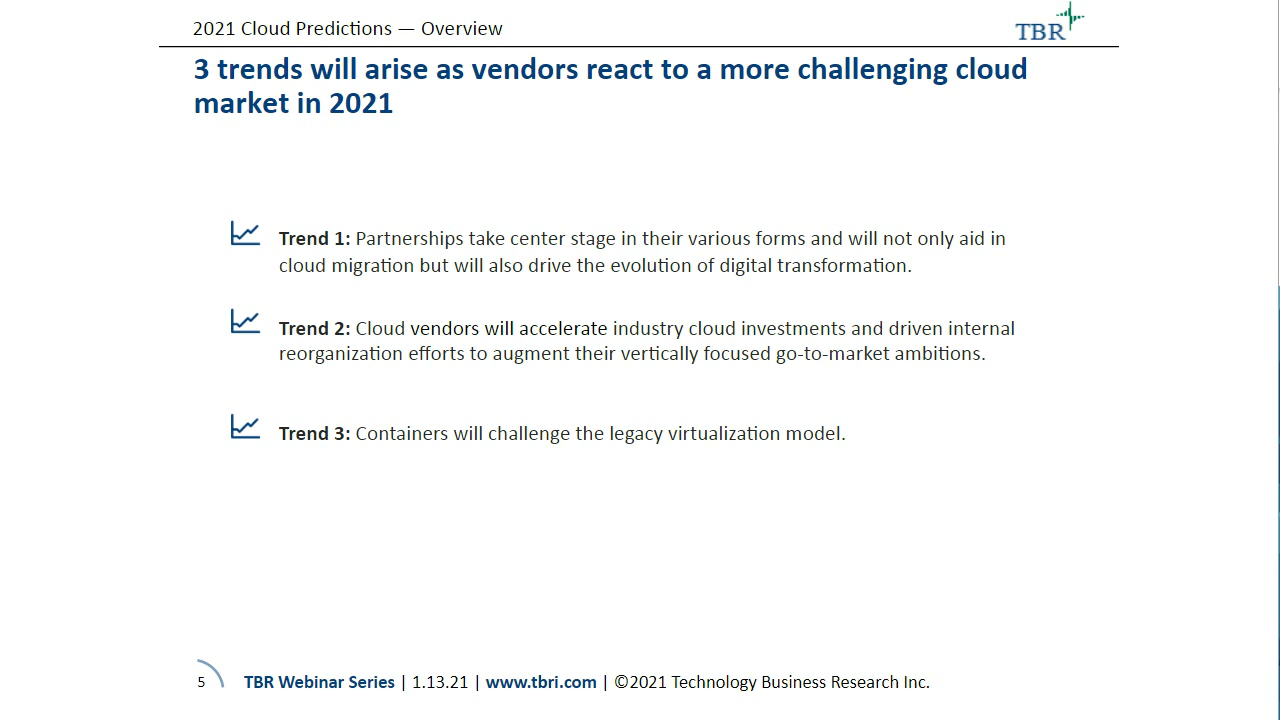 2021 Cloud Predictions — Overview
TBR
3 trends will arise as vendors react to a more challenging cloud
market in 2021
Trend 1: Partnerships take center stage in their various forms and will not only aid in
cloud migration but will also drive the evolution of digital transformation.
Trend 2: Cloud vendors will accelerate industry cloud investments and driven internal
reorganization efforts to augment their vertically focused go-to-market ambitions.
Trend 3: Containers will challenge the legacy virtualization model.
5 TBR Webinar Series | 1.13.21 | www.tbri.com | ©2021 Technology Business Research Inc.